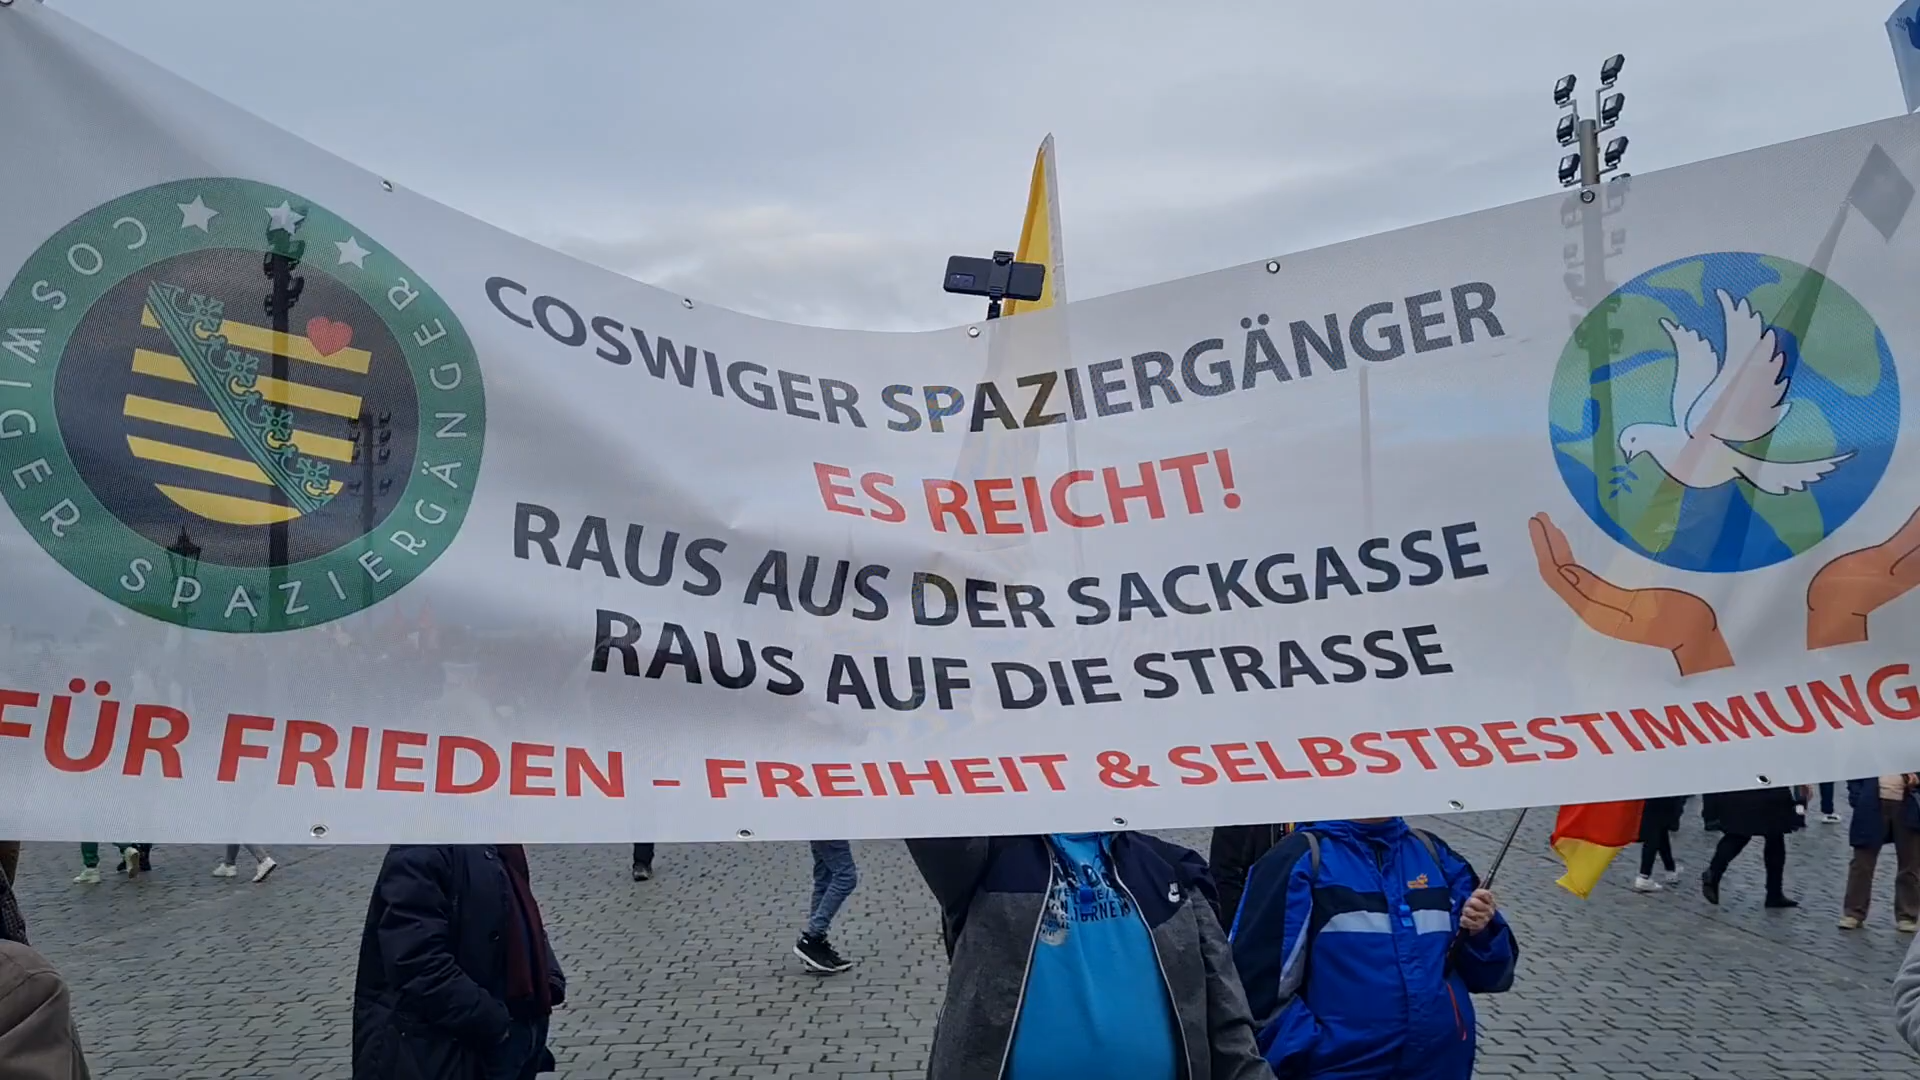 COSWIGER SPAZIERGÄNGER
COSWIGER SPAZIERGÄNGER
ES REICHT!
RAUS AUS DER SACKGASSE
RAUS AUF DIE STRASSE
FÜR FRIEDEN - FREIHEIT & SELBSTBESTIMMUNG